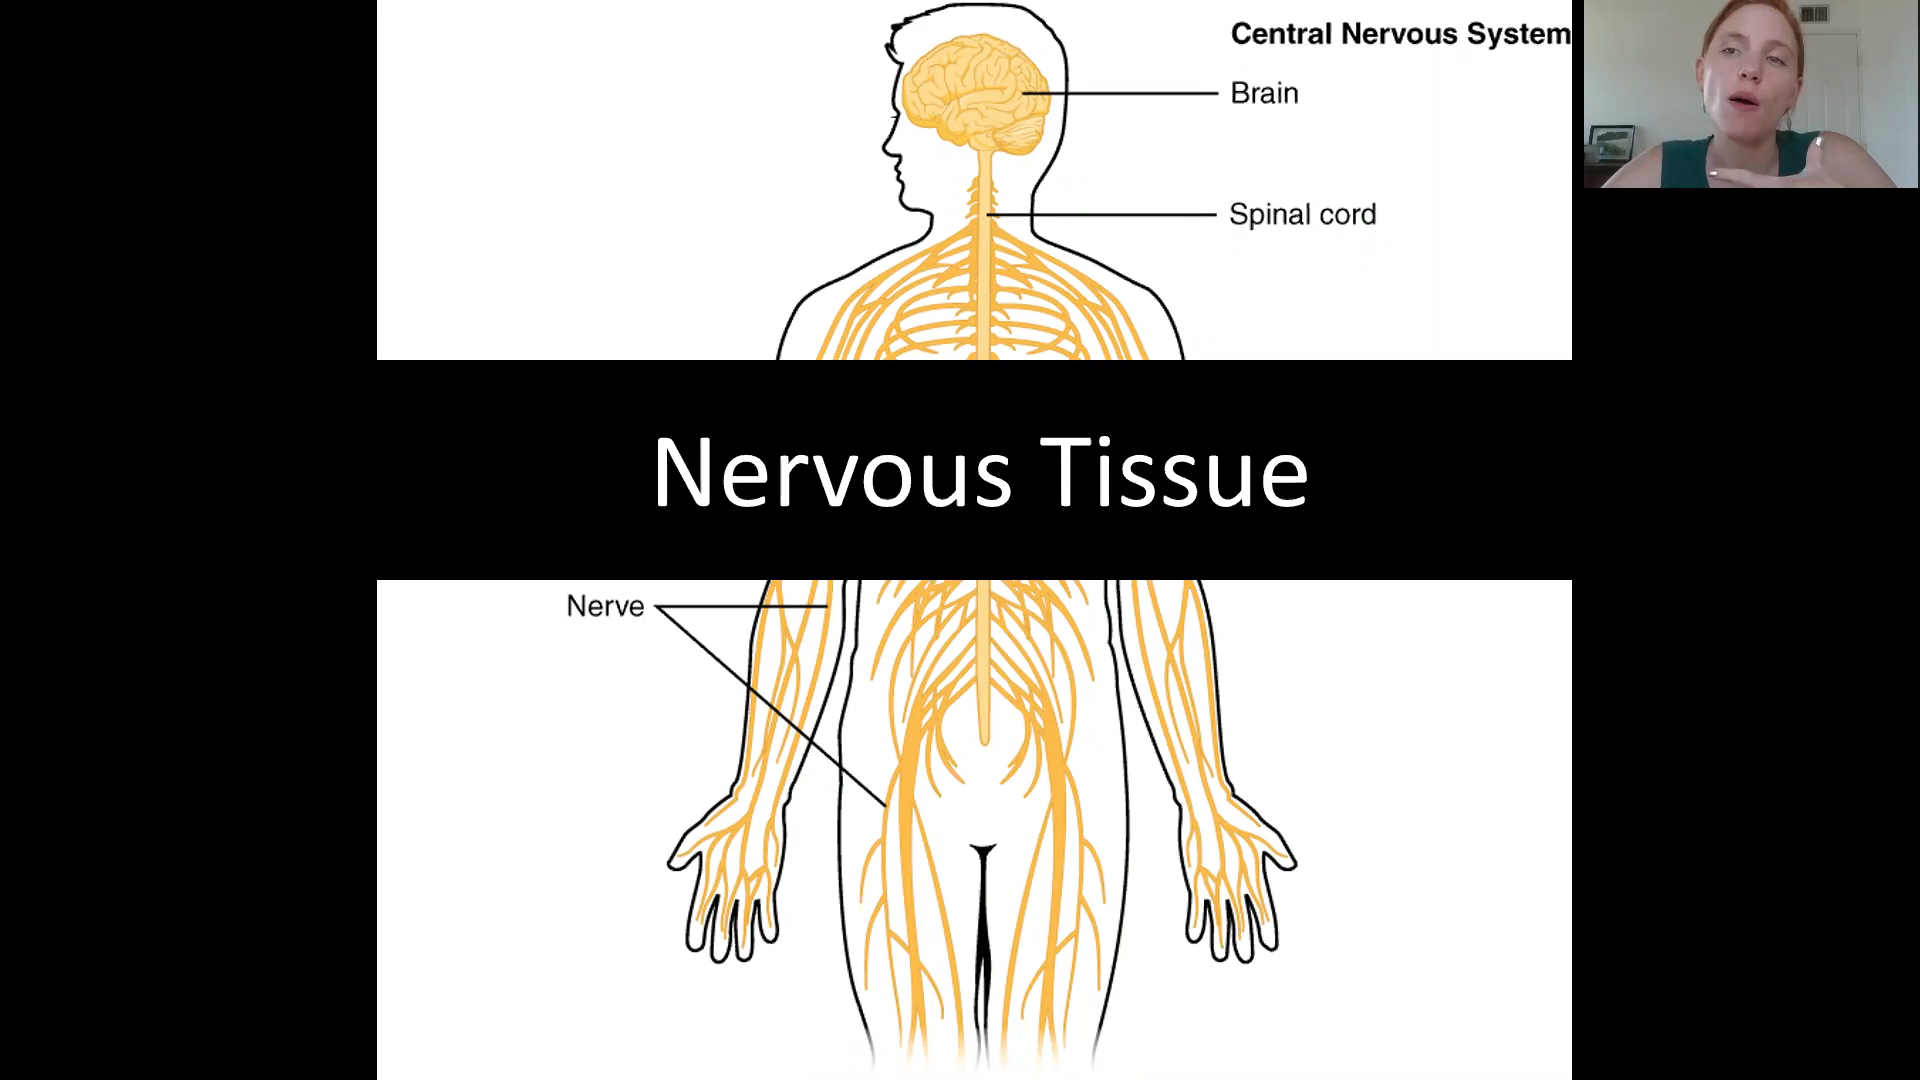 Central Nervous System
Brain
Spinal cord
Nervous Tissue
Nerve